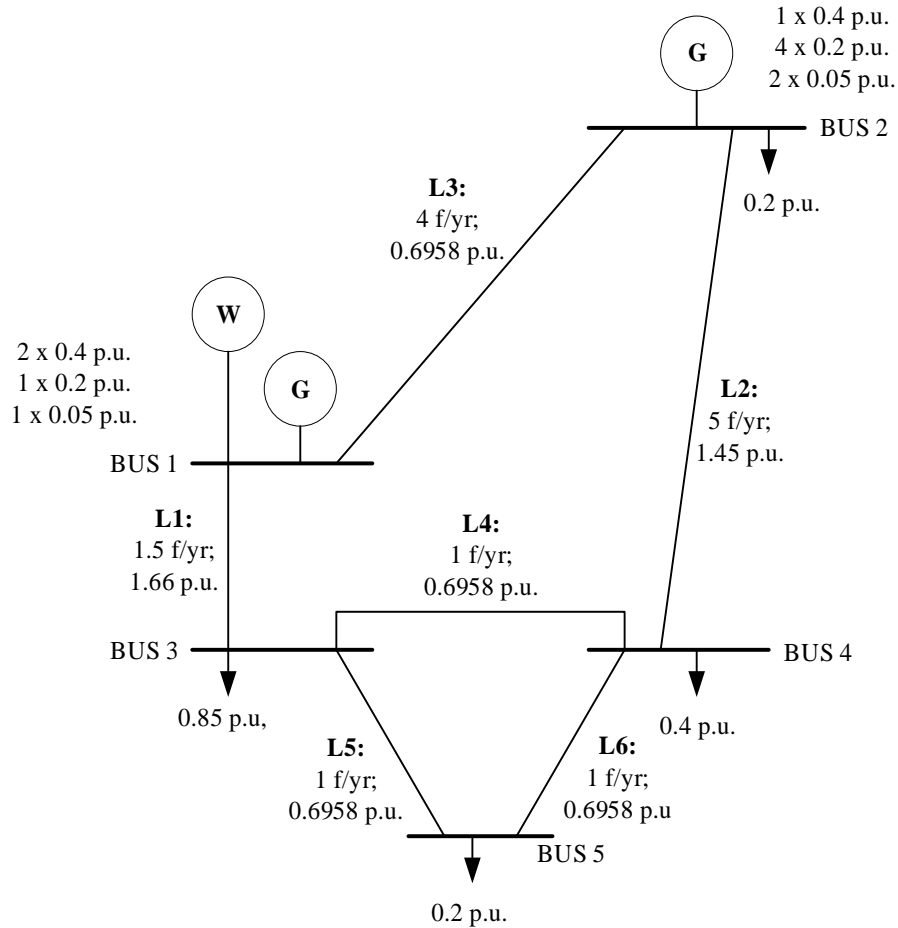 1 x 0.4 p.u.
4 x 0.2 p.u.
2 x 0.05 p.u.
G
BUS 2
0.2 p.u.
L3:
4 f/yr;
0.6958 p.u.
W
2 x 0.4 p.u.
1 x 0.2 p.u.
1 x 0.05 p.u.
G
L2:
5 f/yr;
1.45 p.u.
BUS 1
L1:
1.5 f/yr;
1.66 p.u.
L4:
1 f/yr;
0.6958 p.u.
BUS 3
BUS 4
0.85 p.u,
0.4 p.u.
L5:
1 f/yr;
0.6958 p.u.
L6:
1 f/yr;
0.6958 p.u
BUS 5
0.2 p.u.